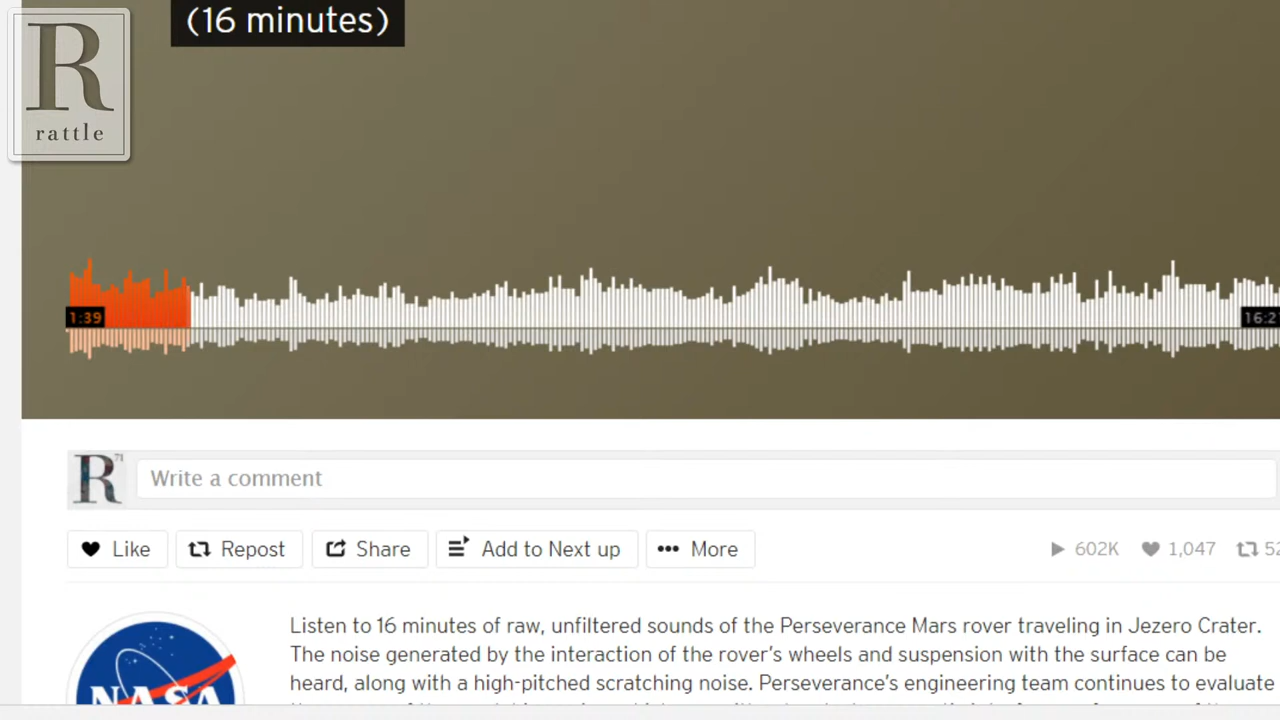 (16 minutes)
R
rattle
1:39
R 71
Write a comment
Like
Repost
Share
Add to Next up
More
602K
1,047
Listen to 16 minutes of raw, unfiltered sounds of the Perseverance Mars rover traveling in Jezero Crater.
The noise generated by the interaction of the rover’s wheels and suspension with the surface can be
heard, along with a high-pitched scratching noise. Perseverance’s engineering team continues to evaluate
NASA